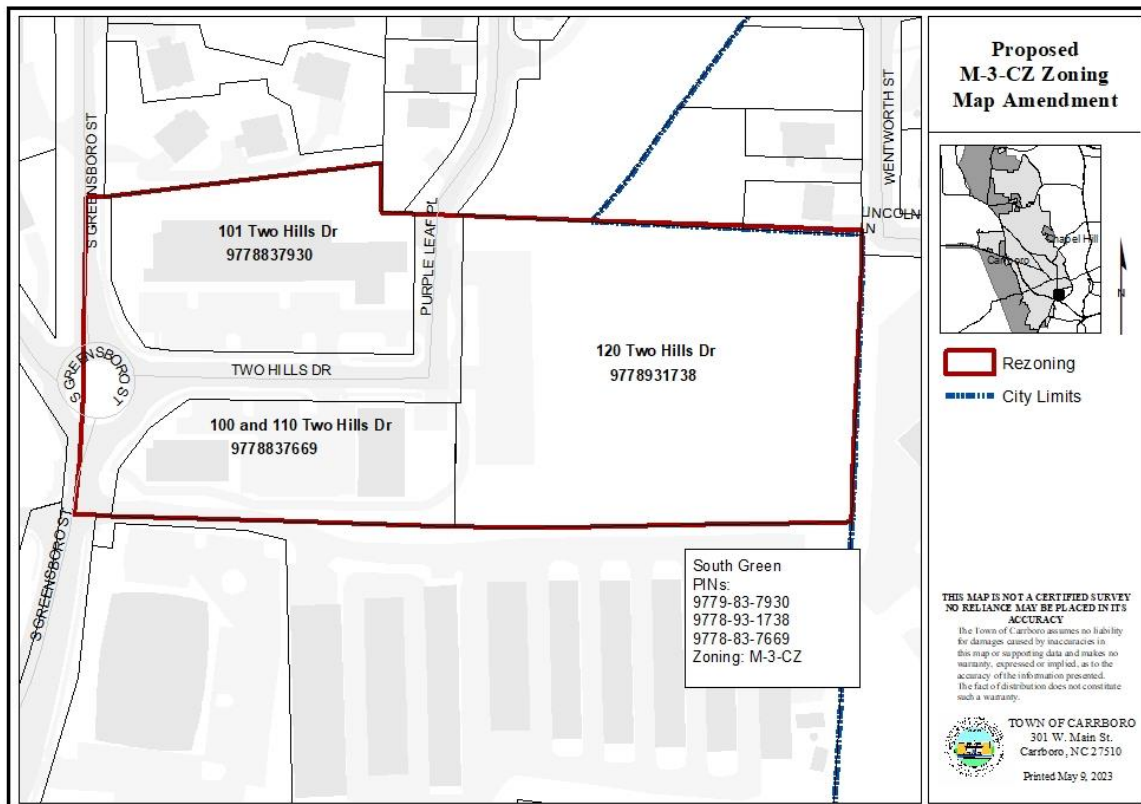 S GREENSBORO ST
PURPLE LEAF PL
WENTWORTH ST
LINCOLN
LN
101 Two Hills Dr
9778837930
S GREENSBORO ST
TWO HILLS DR
120 Two Hills Dr
9778931738
100 and 110 Two Hills Dr
9778837669
S GREENSBORO ST
South Green
PINs:
9779-83-7930
9778-93-1738
9778-83-7669
Zoning: M-3-CZ
Proposed
M-3-CZ Zoning
Map Amendment
Chapel Hill
Carrboro
N
Rezoning
City Limits
THIS MAP IS NOT A CERTIFIED SURVEY
NO RELIANCE MAY BE PLACED IN ITS
ACCURACY
The Town of Carrboro assumes no liability
for damages caused by inaccuracies in
this map or supporting data and makes no
warranty, expressed or implied, as to the
accuracy of the information presented.
The fact of distribution does not constitute
such a warranty.
TOWN OF CARRBORO
301 W. Main St.
Carrboro, NC 27510
Printed May 9, 2023